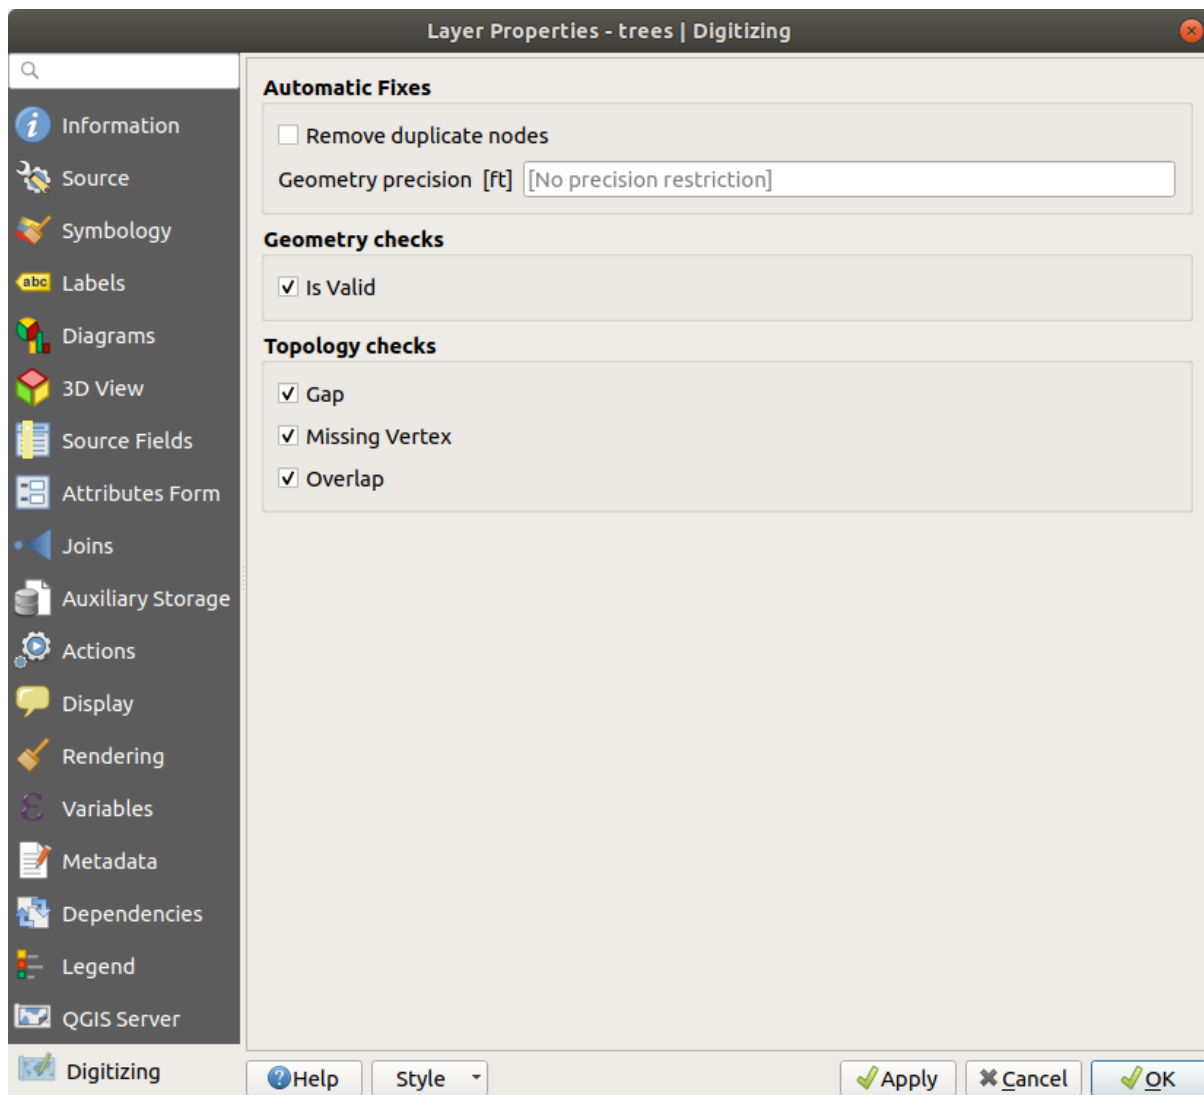 Layer Properties - trees | Digitizing
Information
Source
Symbology
abc Labels
Diagrams
3D View
Source Fields
Attributes Form
Joins
Auxiliary Storage
Actions
Display
Rendering
Variables
Metadata
Dependencies
Legend
QGIS Server
Digitizing
Automatic Fixes
Remove duplicate nodes
Geometry precision [ft] [No precision restriction]
Geometry checks
Is Valid
Topology checks
Gap
Missing Vertex
Overlap
Help
Style
Apply
Cancel
OK